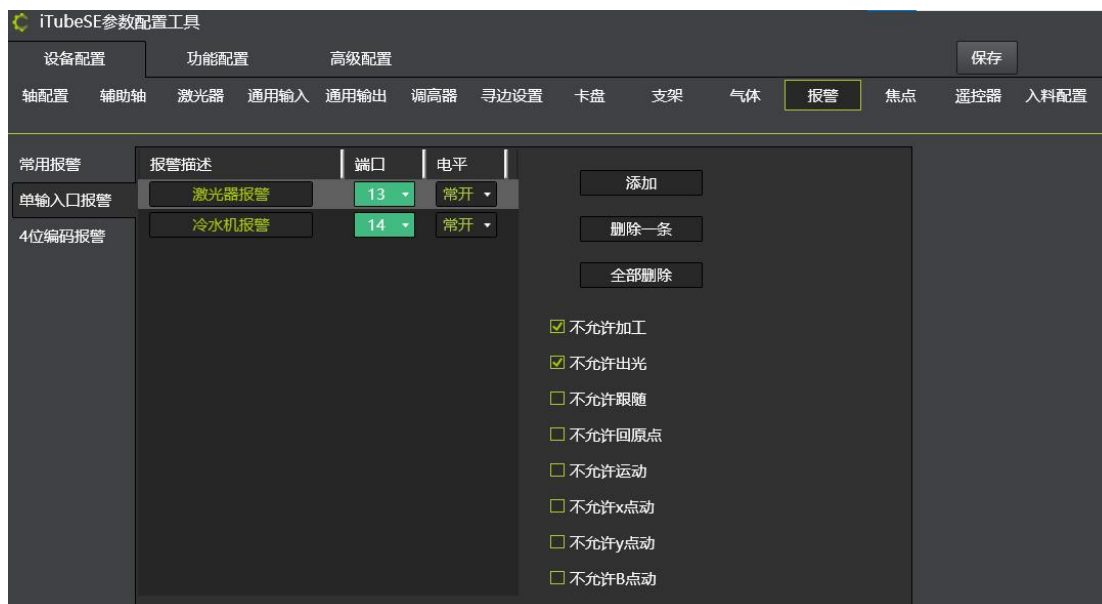 iTubeSE参数配置工具
设备配置 功能配置 高级配置 保存
轴配置 辅助轴 激光器 通用输入 通用输出 调高器 寻边设置 卡盘 支架 气体 报警 焦点 遥控器 入料配置
常用报警
单输入口报警
4位编码报警
报警描述 端口 电平
激光器报警 13 常开
冷水机报警 14 常开
添加
删除一条
全部删除
不允许加工
不允许出光
不允许跟随
不允许回原点
不允许运动
不允许x点动
不允许y点动
不允许B点动